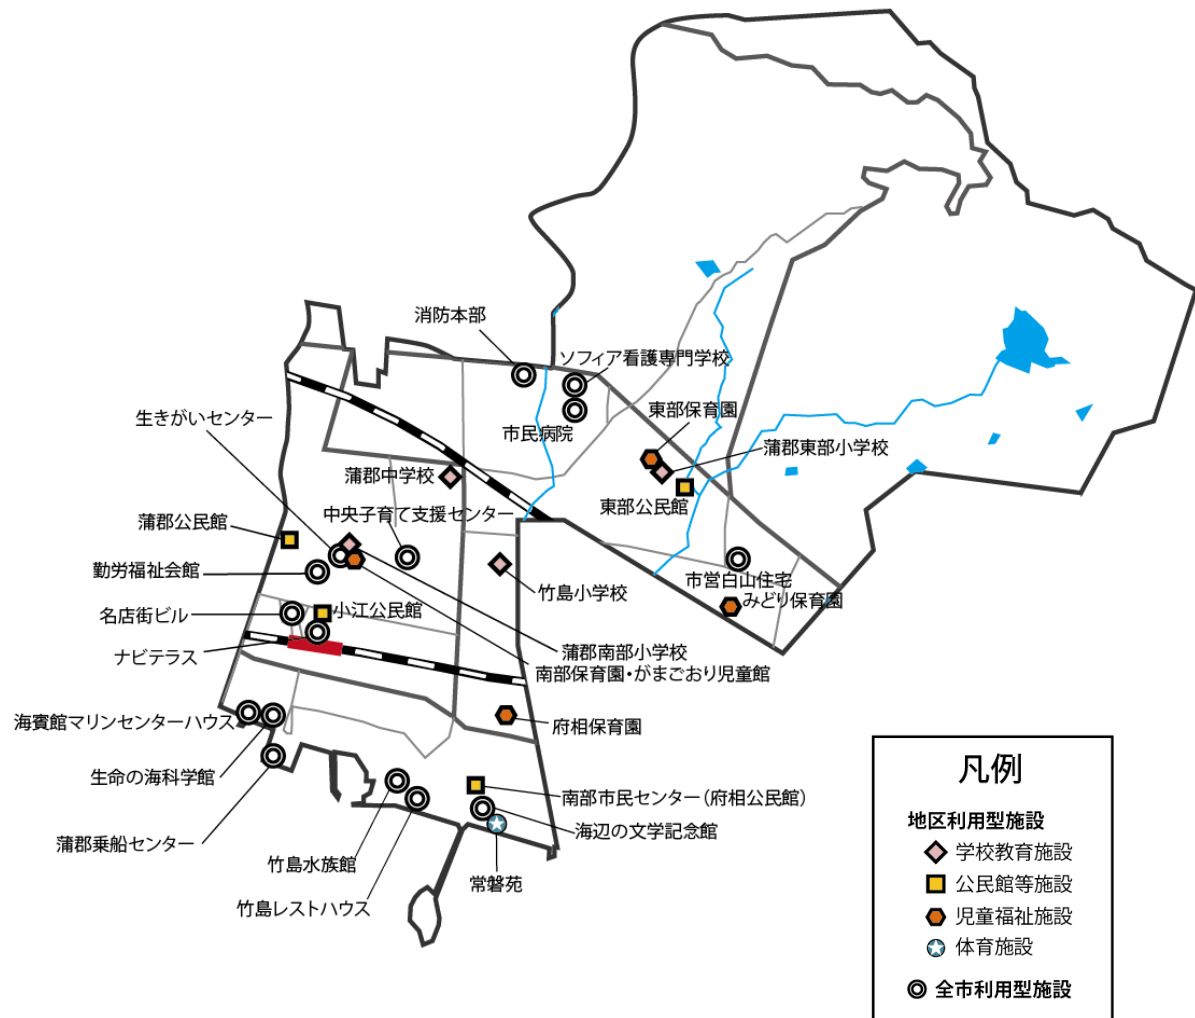 消防本部
ソフィア看護専門学校
東部保育園
生きがいセンター
市民病院
蒲郡東部小学校
蒲郡中学校
東部公民館
中央子育て支援センター
蒲郡公民館
勤労福祉会館
市営白山住宅
竹島小学校
みどり保育園
名店街ビル
小江公民館
ナビテラス
蒲郡南部小学校
南部保育園・がまごおり児童館
海賓館マリンセンターハウス
府相保育園
生命の海科学館
南部市民センター(府相公民館)
海辺の文学記念館
蒲郡乗船センター
竹島水族館
常磐苑
竹島レストハウス
凡例
地区利用型施設
学校教育施設
公民館等施設
児童福祉施設
体育施設
全市利用型施設